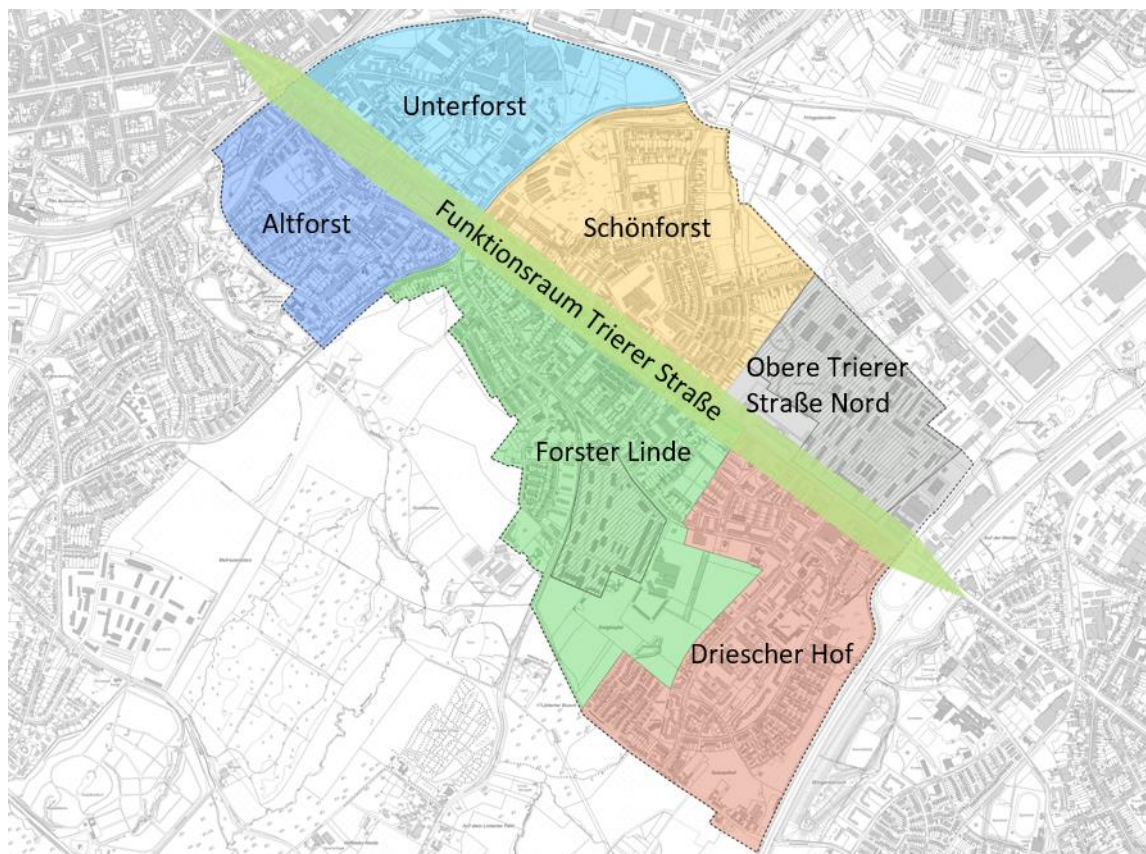 Unterforst
Altforst
Schönforst
Funktionsraum Trierer Straße
Obere Trierer
Straße Nord
Forster Linde
Driescher Hof